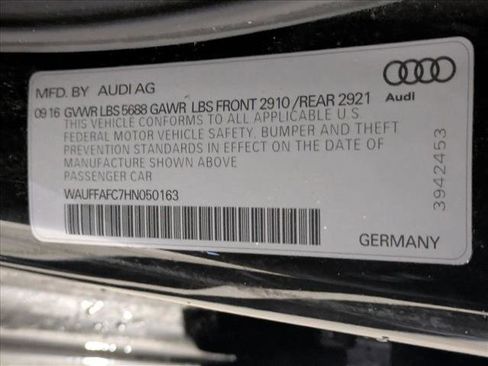 MFD. BY AUDI AG
09 16 GVWR LBS 5688 GAWR LBS FRONT 2910 /REAR 2921
THIS VEHICLE CONFORMS TO ALL APPLICABLE U.S.
FEDERAL MOTOR VEHICLE SAFETY, BUMPER AND THEFT
PREVENTION STANDARDS IN EFFECT ON THE DATE OF
MANUFACTURE SHOWN ABOVE
PASSENGER CAR
WAUFFAFC7HN050163
GERMANY
Audi
3942453